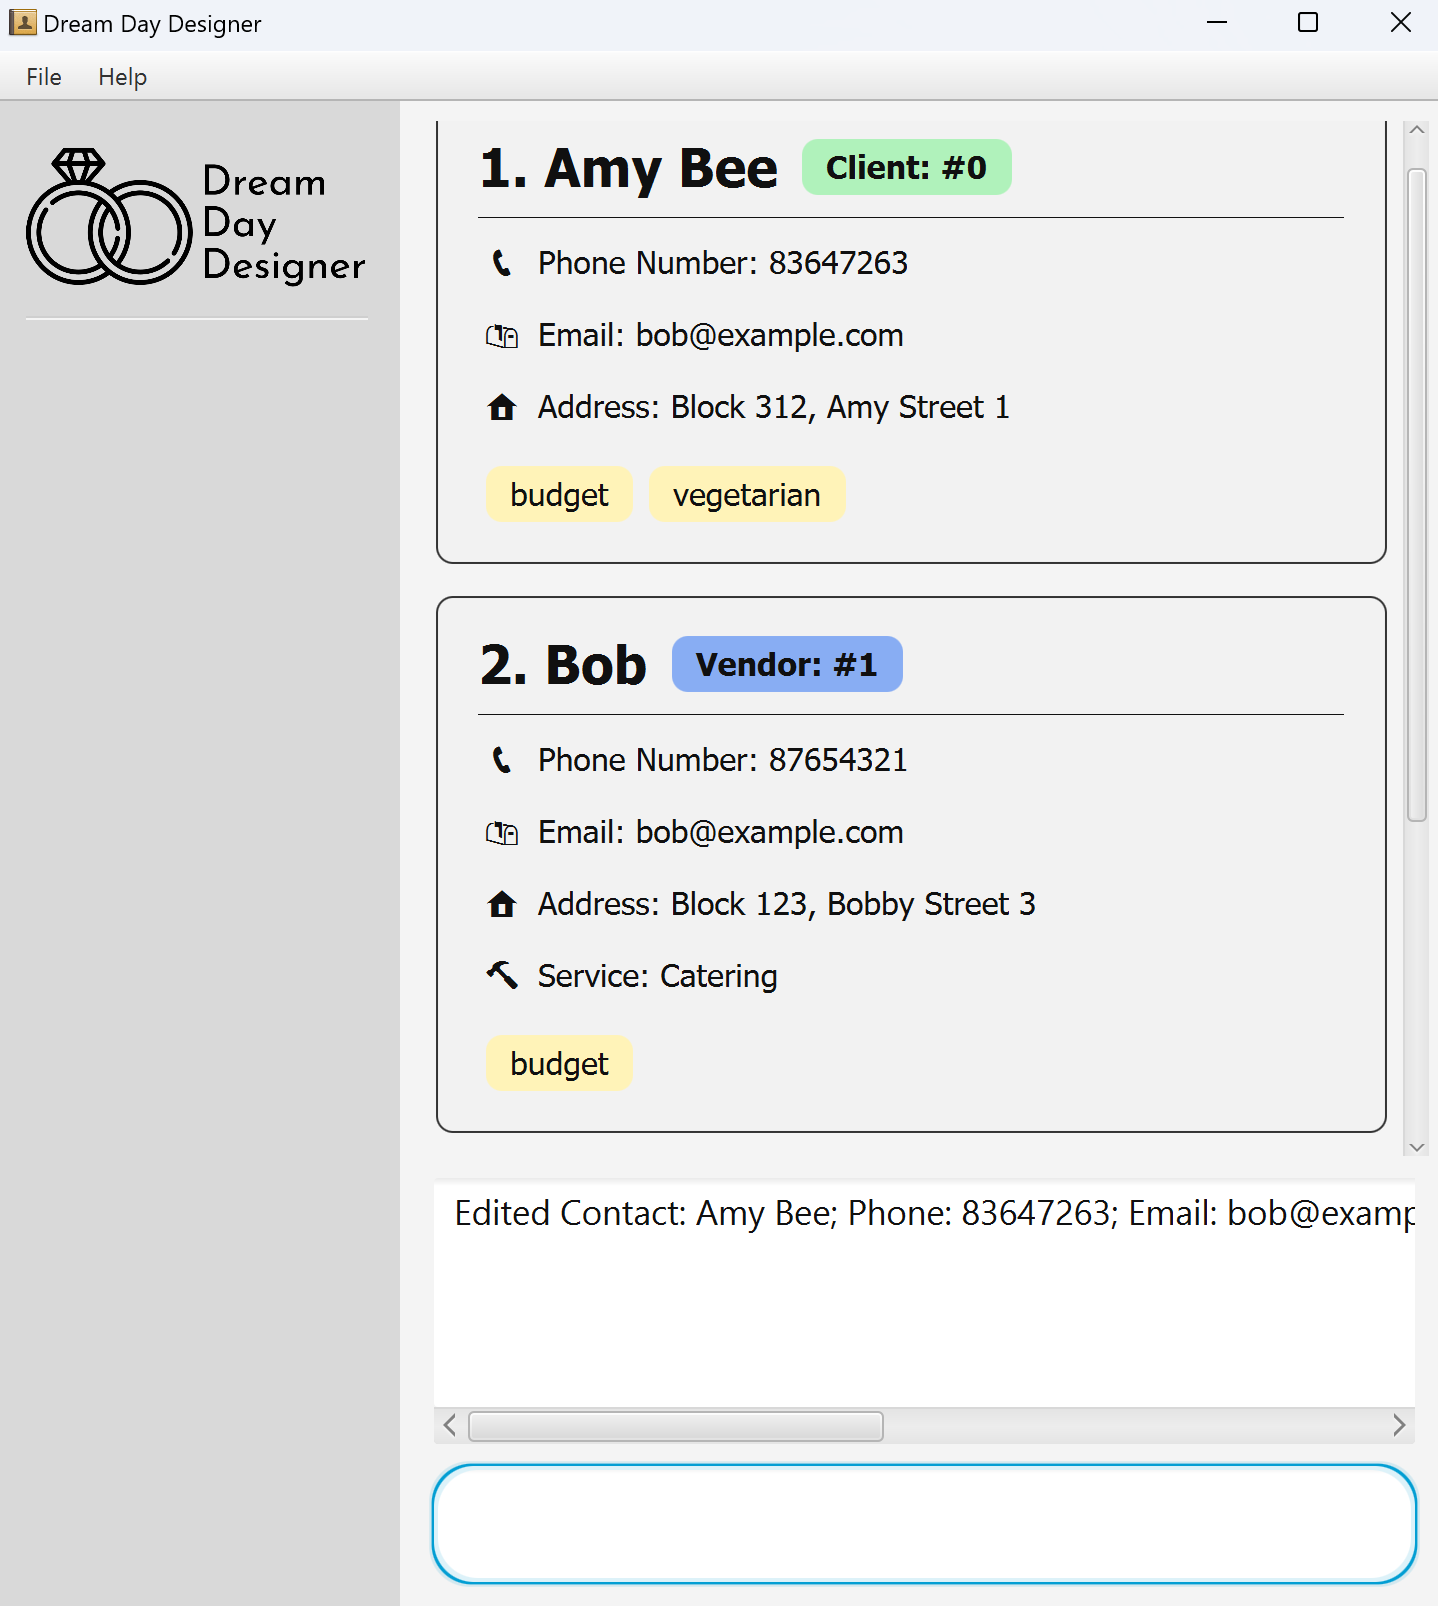 Dream Day Designer
File Help
Dream
Day
Designer
1. Amy Bee Client: #0
Phone Number: 83647263
Email: bob@example.com
Address: Block 312, Amy Street 1
budget vegetarian
2. Bob Vendor: #1
Phone Number: 87654321
Email: bob@example.com
Address: Block 123, Bobby Street 3
Service: Catering
budget
Edited Contact: Amy Bee; Phone: 83647263; Email: bob@examp